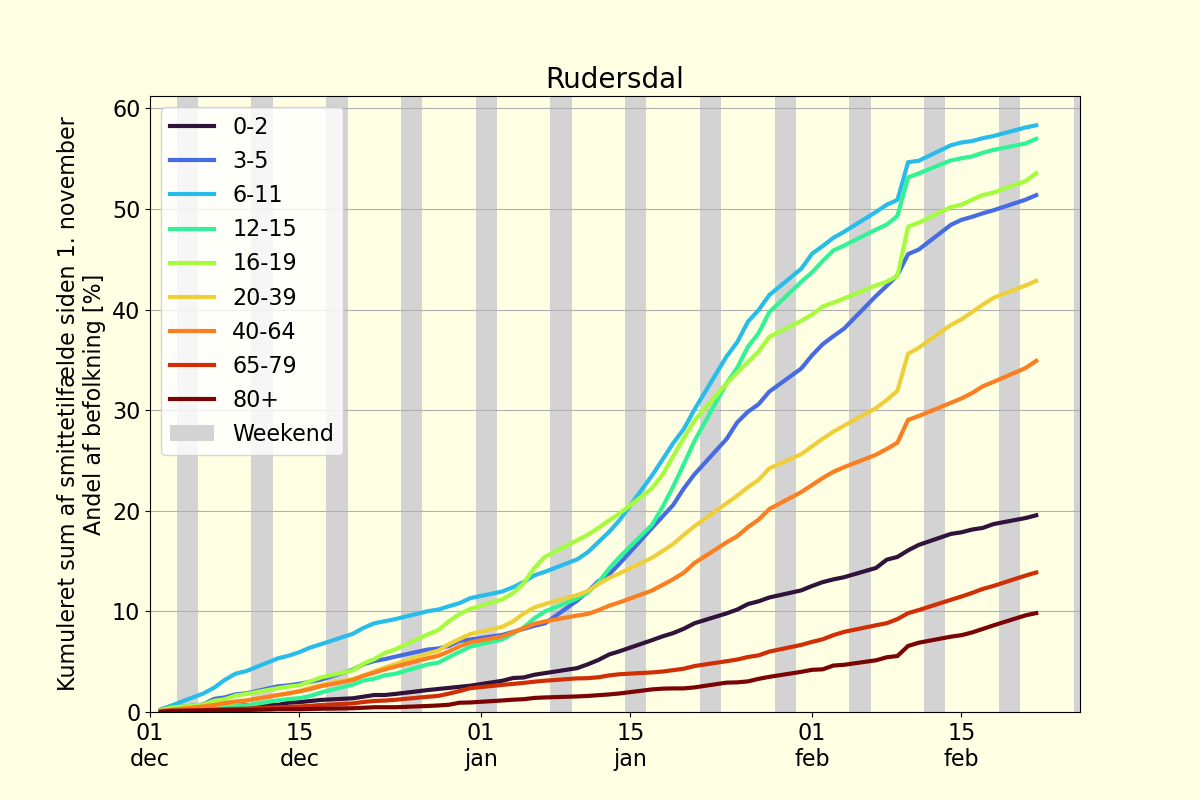 Rudersdal
Kumuleret sum af smittetilfælde siden 1. november
Andel af befolkning [%]
60
50
40
30
20
10
0
0-2
3-5
6-11
12-15
16-19
20-39
40-64
65-79
80+
Weekend
01 15 01 15 01 15
dec dec jan jan feb feb